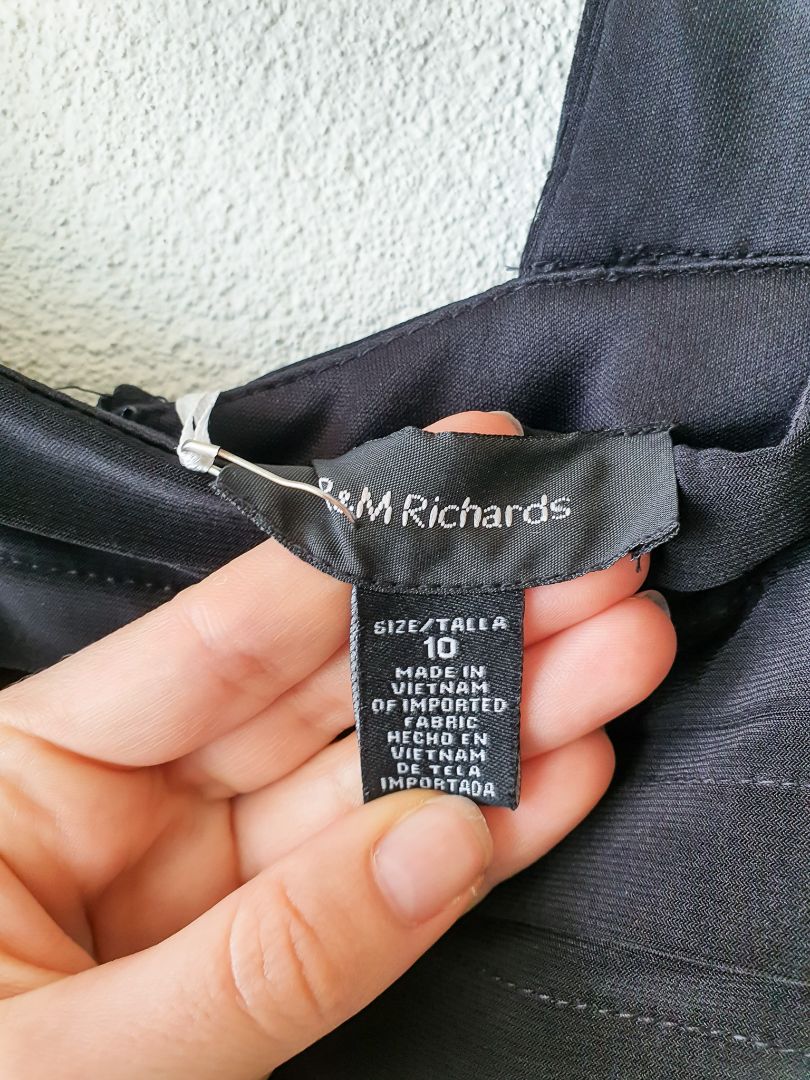 R&M Richards
SIZE/TALLA
10
MADE IN
VIETNAM
OF IMPORTED
FABRIC
HECHO EN
VIETNAM
DE TELA
IMPORTADA